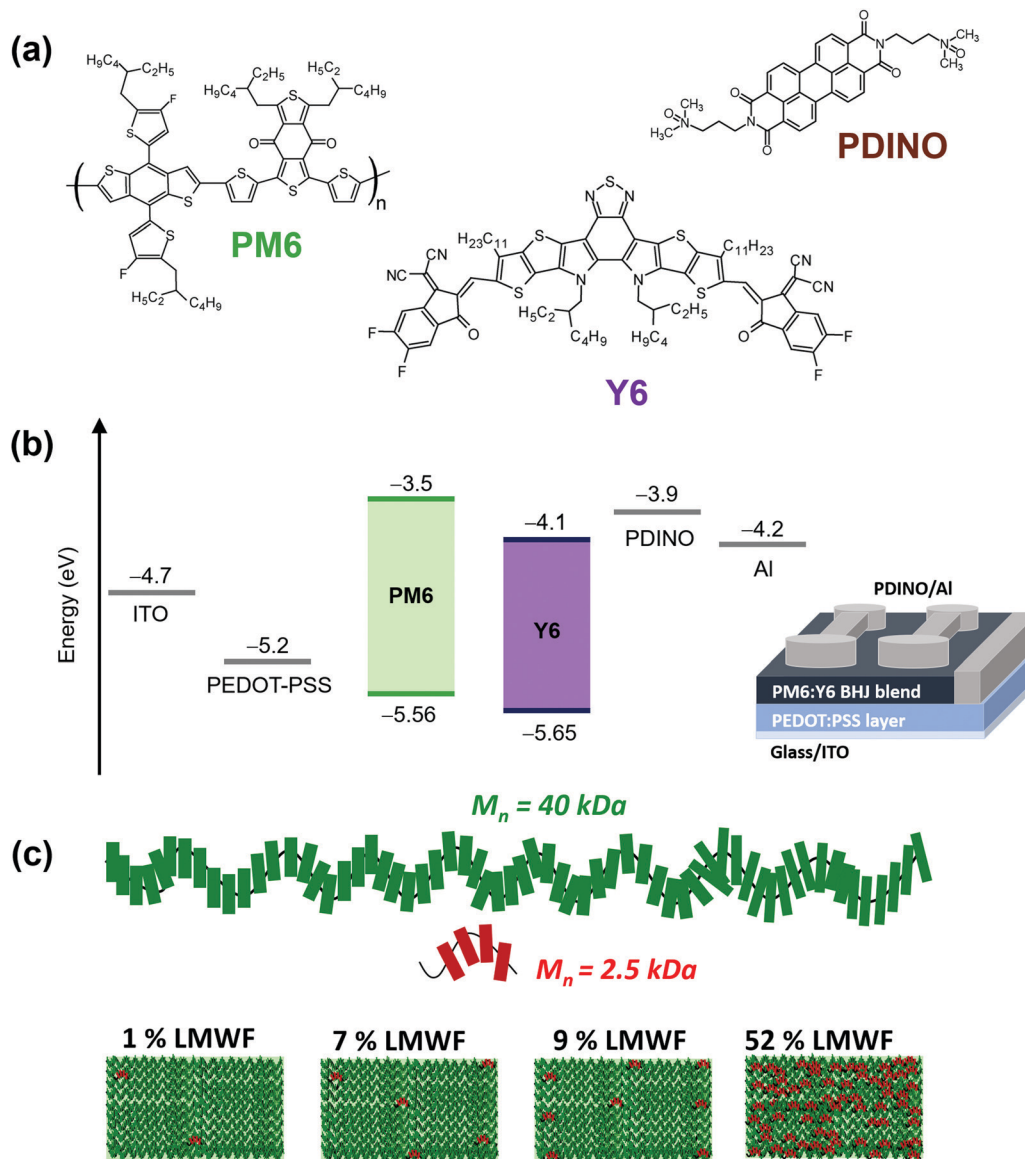 (a)
H9C4
C2H5
F
S
S
S
S
F
H5C2
C4H9
H5C2
H9C4
S
C2H5
C4H9
O
O
S
S
S
n
PM6
O
N
O
CH3
N
O
CH3
O
N
O
CH3
O
N
H3C
PDINO
S
N
N
H23C11
S
S
C11H23
NC
CN
S
N
N
S
CN
CN
H5C2
C2H5
O
O
C4H9
H9C4
F
F
F
F
Y6
(b)
Energy (eV)
−4.7
ITO
−5.2
PEDOT-PSS
−3.5
PM6
−5.56
−4.1
Y6
−5.65
−3.9
PDINO
−4.2
Al
PDINO/Al
PM6:Y6 BHJ blend
PEDOT:PSS layer
Glass/ITO
(c)
Mn = 40 kDa
Mn = 2.5 kDa
1 % LMWF
7 % LMWF
9 % LMWF
52 % LMWF